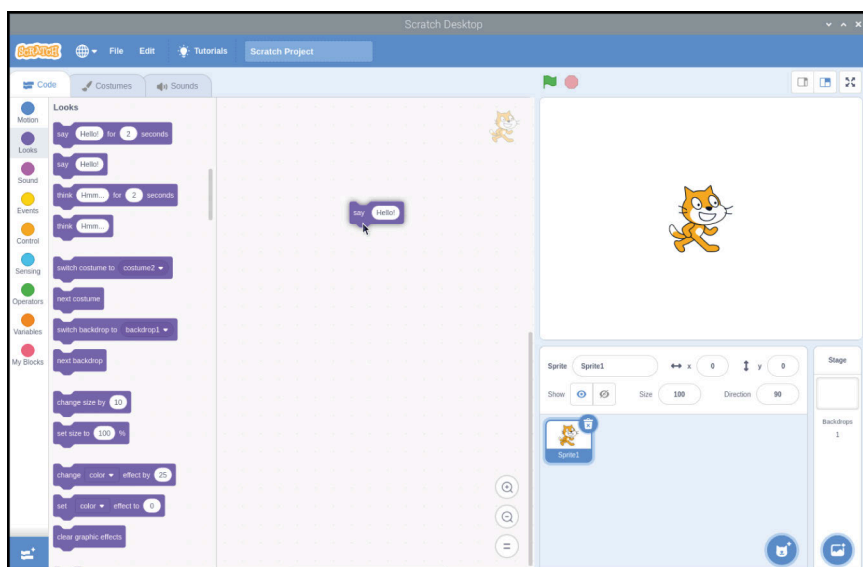 Scratch Desktop
SCRATCH File Edit Tutorials Scratch Project
Code Costumes Sounds
Motion
Looks
Sound
Events
Control
Sensing
Operators
Variables
My Blocks
Looks
say Hello! for 2 seconds
say Hello!
think Hmm... for 2 seconds
think Hmm...
switch costume to costume2
next costume
switch backdrop to backdrop1
next backdrop
change size by 10
set size to 100 %
change color effect by 25
set color effect to 0
clear graphic effects
say Hello!
Sprite Sprite1 x 0 y 0
Show Size 100 Direction 90
Sprite1
Stage
Backdrops
1